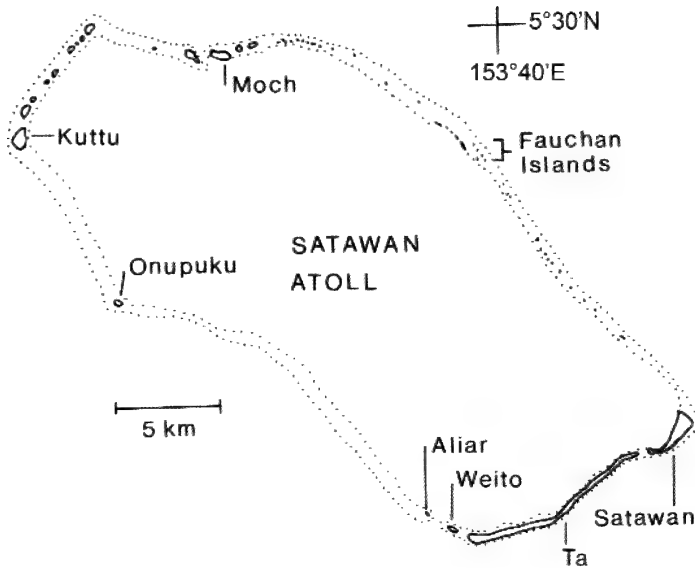 5°30'N
153°40'E
Moch
Kuttu
Fauchan
Islands
SATAWAN
ATOLL
Onupuku
5 km
Aliar
Weito
Satawan
Ta